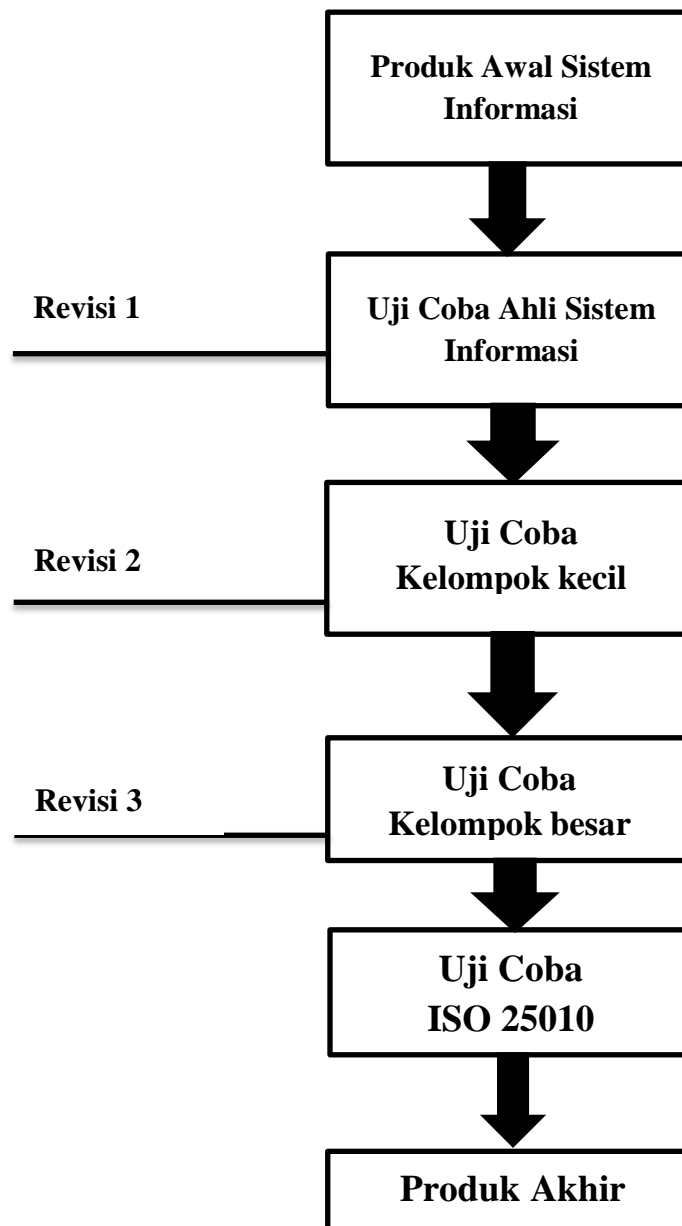 Produk Awal Sistem
Informasi
Revisi 1
Uji Coba Ahli Sistem
Informasi
Uji Coba
Kelompok kecil
Revisi 2
Uji Coba
Kelompok besar
Revisi 3
Uji Coba
ISO 25010
Produk Akhir